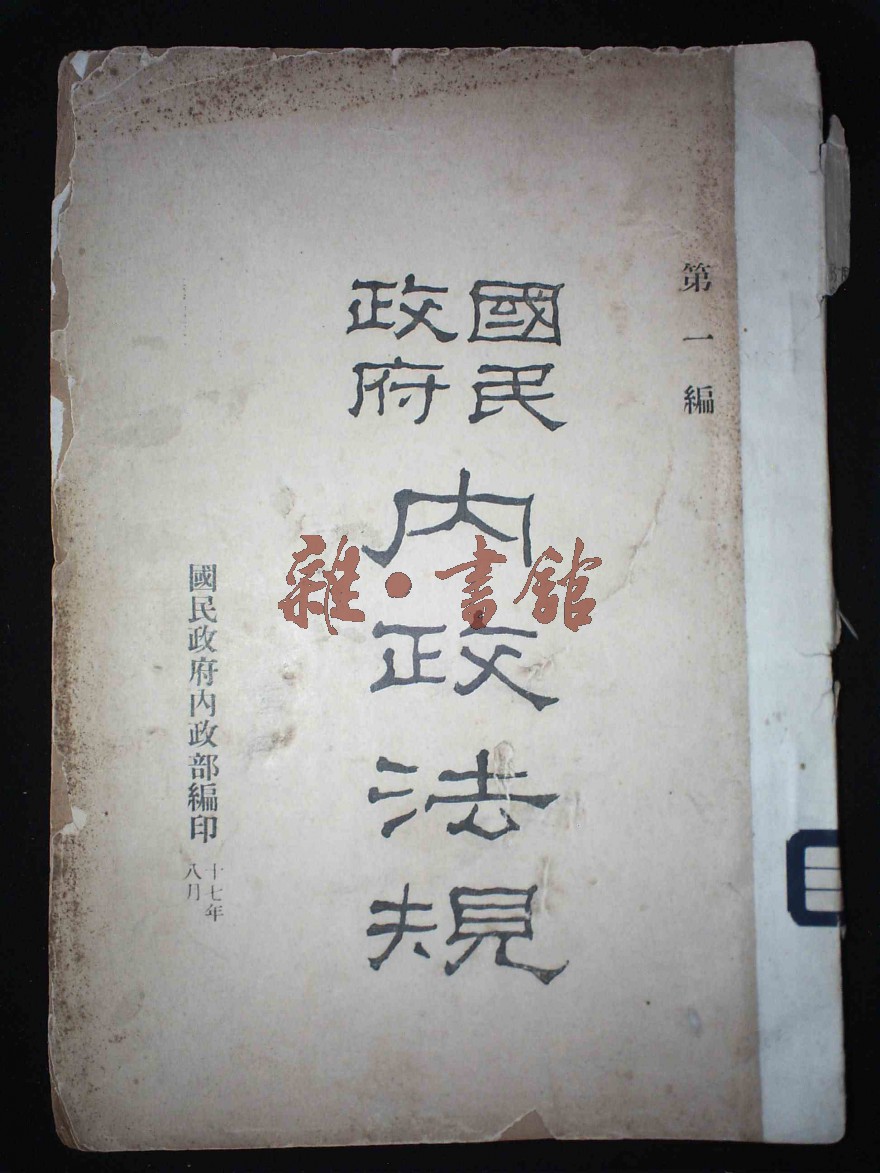 第一編
國民
政府
內政法規
國民政府內政部編印
十七年
八月
雜·書館